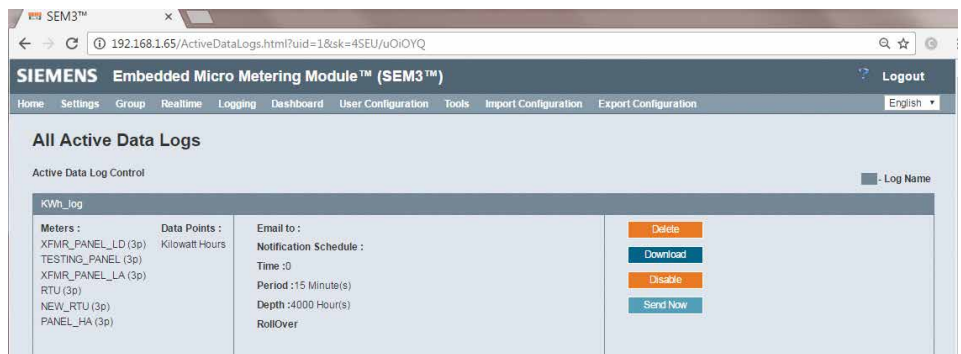 SEM3™
192.168.1.65/ActiveDataLogs.html?uid=1&sk=4SEU/uOiOYQ
SIEMENS Embedded Micro Metering Module™ (SEM3™)
? Logout
Home Settings Group Realtime Logging Dashboard User Configuration Tools Import Configuration Export Configuration English
All Active Data Logs
Active Data Log Control
- Log Name
KWh_log
Meters :
XFMR_PANEL_LD (3p)
TESTING_PANEL (3p)
XFMR_PANEL_LA (3p)
RTU (3p)
NEW_RTU (3p)
PANEL_HA (3p)
Data Points :
Kilowatt Hours
Email to :
Notification Schedule :
Time :0
Period :15 Minute(s)
Depth :4000 Hour(s)
RollOver
Delete
Download
Disable
Send Now